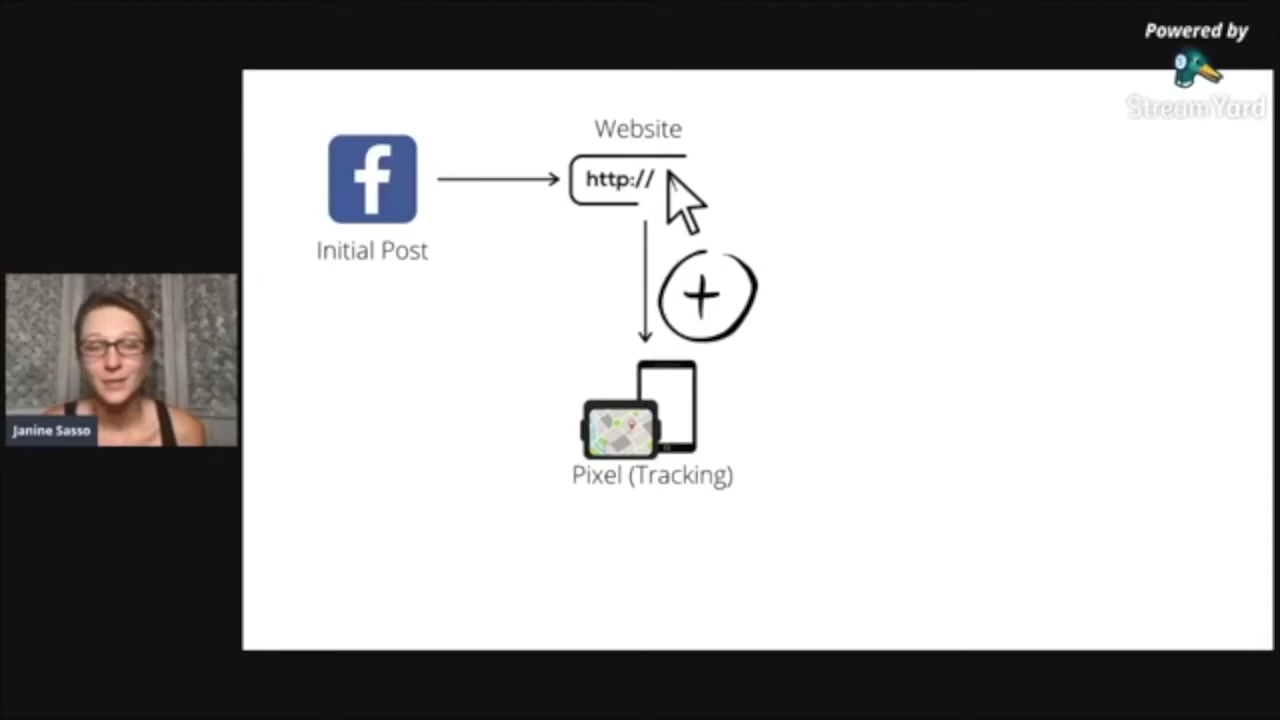 Powered by
StreamYard
Website
http://
Initial Post
Janine Sasso
Pixel (Tracking)